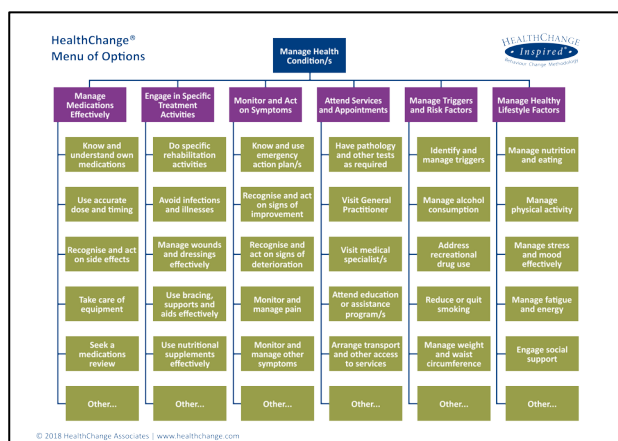 HealthChange®
Menu of Options
HEALTHCHANGE
Inspired®
Behaviour Change Methodology
Manage Health
Condition/s
Manage
Medications
Effectively
Know and
understand own
medications
Use accurate
dose and timing
Recognise and act
on side effects
Take care of
equipment
Seek a
medications
review
Other...
Engage in Specific
Treatment
Activities
Do specific
rehabilitation
activities
Avoid infections
and illnesses
Manage wounds
and dressings
effectively
Use bracing,
supports and
aids effectively
Use nutritional
supplements
effectively
Other...
Monitor and Act
on Symptoms
Know and use
emergency
action plan/s
Recognise and act
on signs of
improvement
Recognise and
act on signs of
deterioration
Monitor and
manage pain
Monitor and
manage other
symptoms
Other...
Attend Services
and Appointments
Have pathology
and other tests
as required
Visit General
Practitioner
Visit medical
specialist/s
Attend education
or assistance
program/s
Arrange transport
and other access
to services
Other...
Manage Triggers
and Risk Factors
Identify and
manage triggers
Manage alcohol
consumption
Address
recreational
drug use
Reduce or quit
smoking
Manage weight
and waist
circumference
Other...
Manage Healthy
Lifestyle Factors
Manage nutrition
and eating
Manage
physical activity
Manage stress
and mood
effectively
Manage fatigue
and energy
Engage social
support
Other...
© 2018 HealthChange Associates | www.healthchange.com